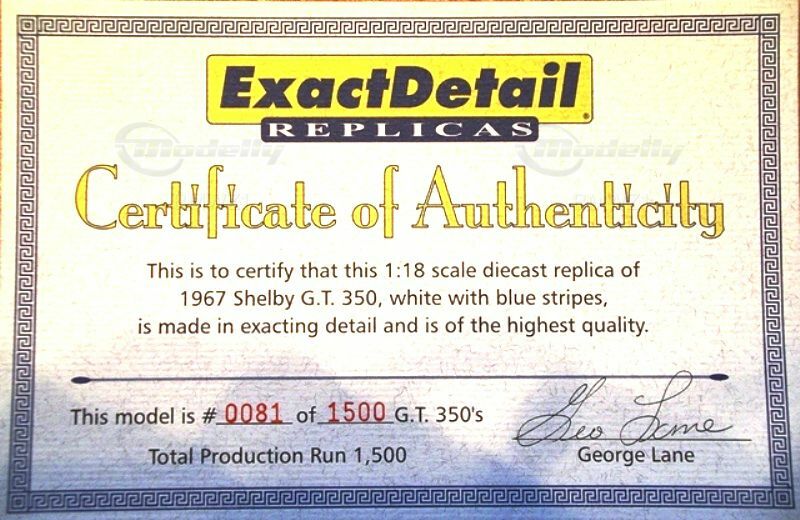 ExactDetail®
REPLICAS
Modelly Modelly
Certificate of Authenticity
This is to certify that this 1:18 scale diecast replica of
1967 Shelby G.T. 350, white with blue stripes,
is made in exacting detail and is of the highest quality.
This model is # 0081 of 1500 G.T. 350's
Geo Lane
Total Production Run 1,500
George Lane